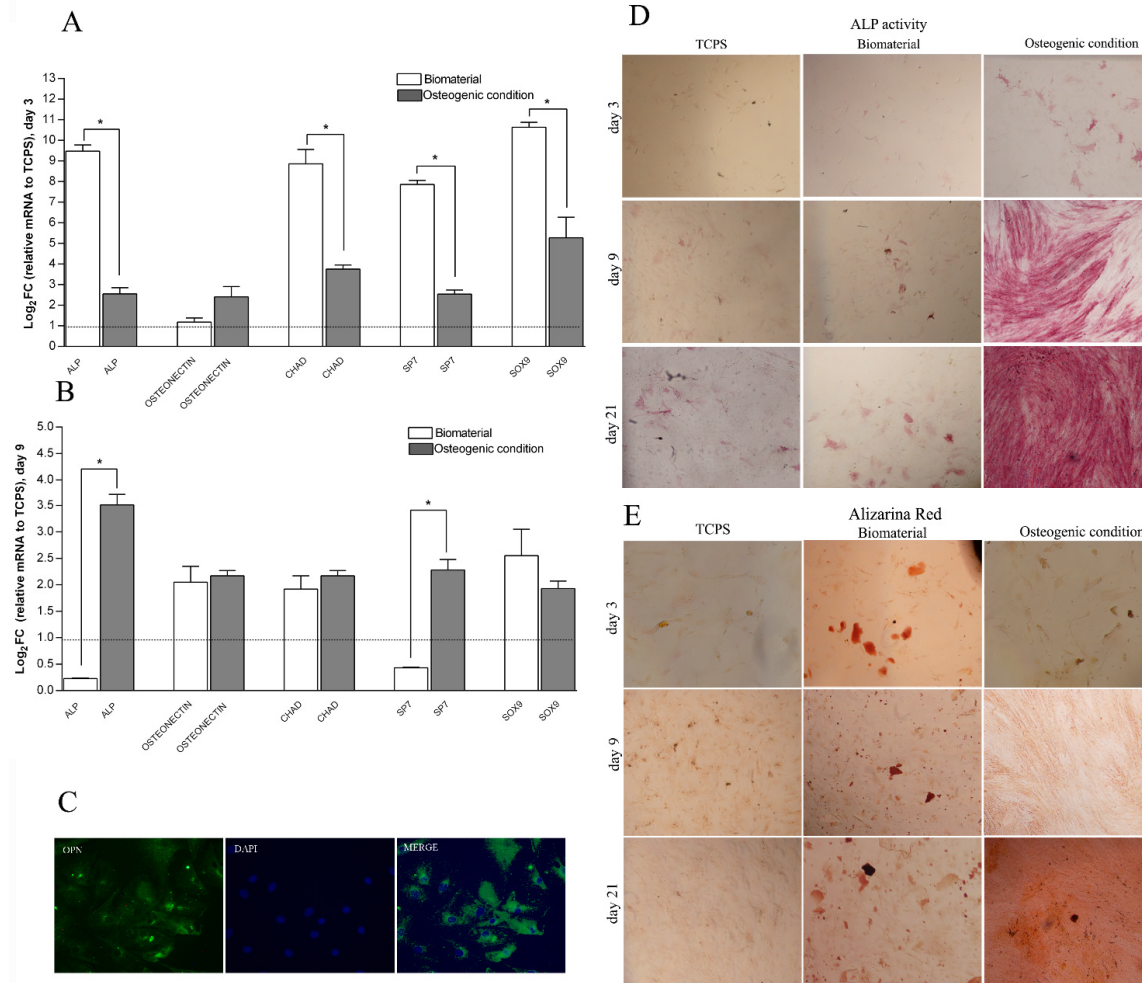 A
Log2FC (relative mRNA to TCPS), day 3
13
12
11
10
9
8
7
6
5
4
3
2
1
0
Biomaterial
Osteogenic condition
*
*
*
*
ALP
ALP
OSTEONECTIN
OSTEONECTIN
CHAD
CHAD
SP7
SP7
SOX9
SOX9
B
Log2FC (relative mRNA to TCPS), day 9
5.0
4.5
4.0
3.5
3.0
2.5
2.0
1.5
1.0
0.5
0.0
Biomaterial
Osteogenic condition
*
*
ALP
ALP
OSTEONECTIN
OSTEONECTIN
CHAD
CHAD
SP7
SP7
SOX9
SOX9
C
OPN
DAPI
MERGE
D
ALP activity
TCPS
Biomaterial
Osteogenic condition
day 3
day 9
day 21
E
Alizarina Red
TCPS
Biomaterial
Osteogenic condition
day 3
day 9
day 21